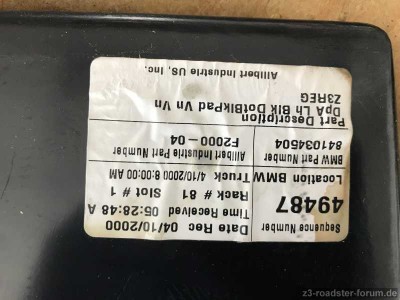 Sequence Number
49487
Date Rec 04/10/2000
Time Received 05:28:48 A
Rack # 81 Slot # 1
Location BMW Truck 4/10/2000 8:00:00 AM
BMW Part Number
841034504
Allibert Industrie Part Number
F2000-04
Part Description
DpA Lh Blk DotBlkPad Vn Vn
Z3REG
Allibert Industrie US, Inc.
z3-roadster-forum.de